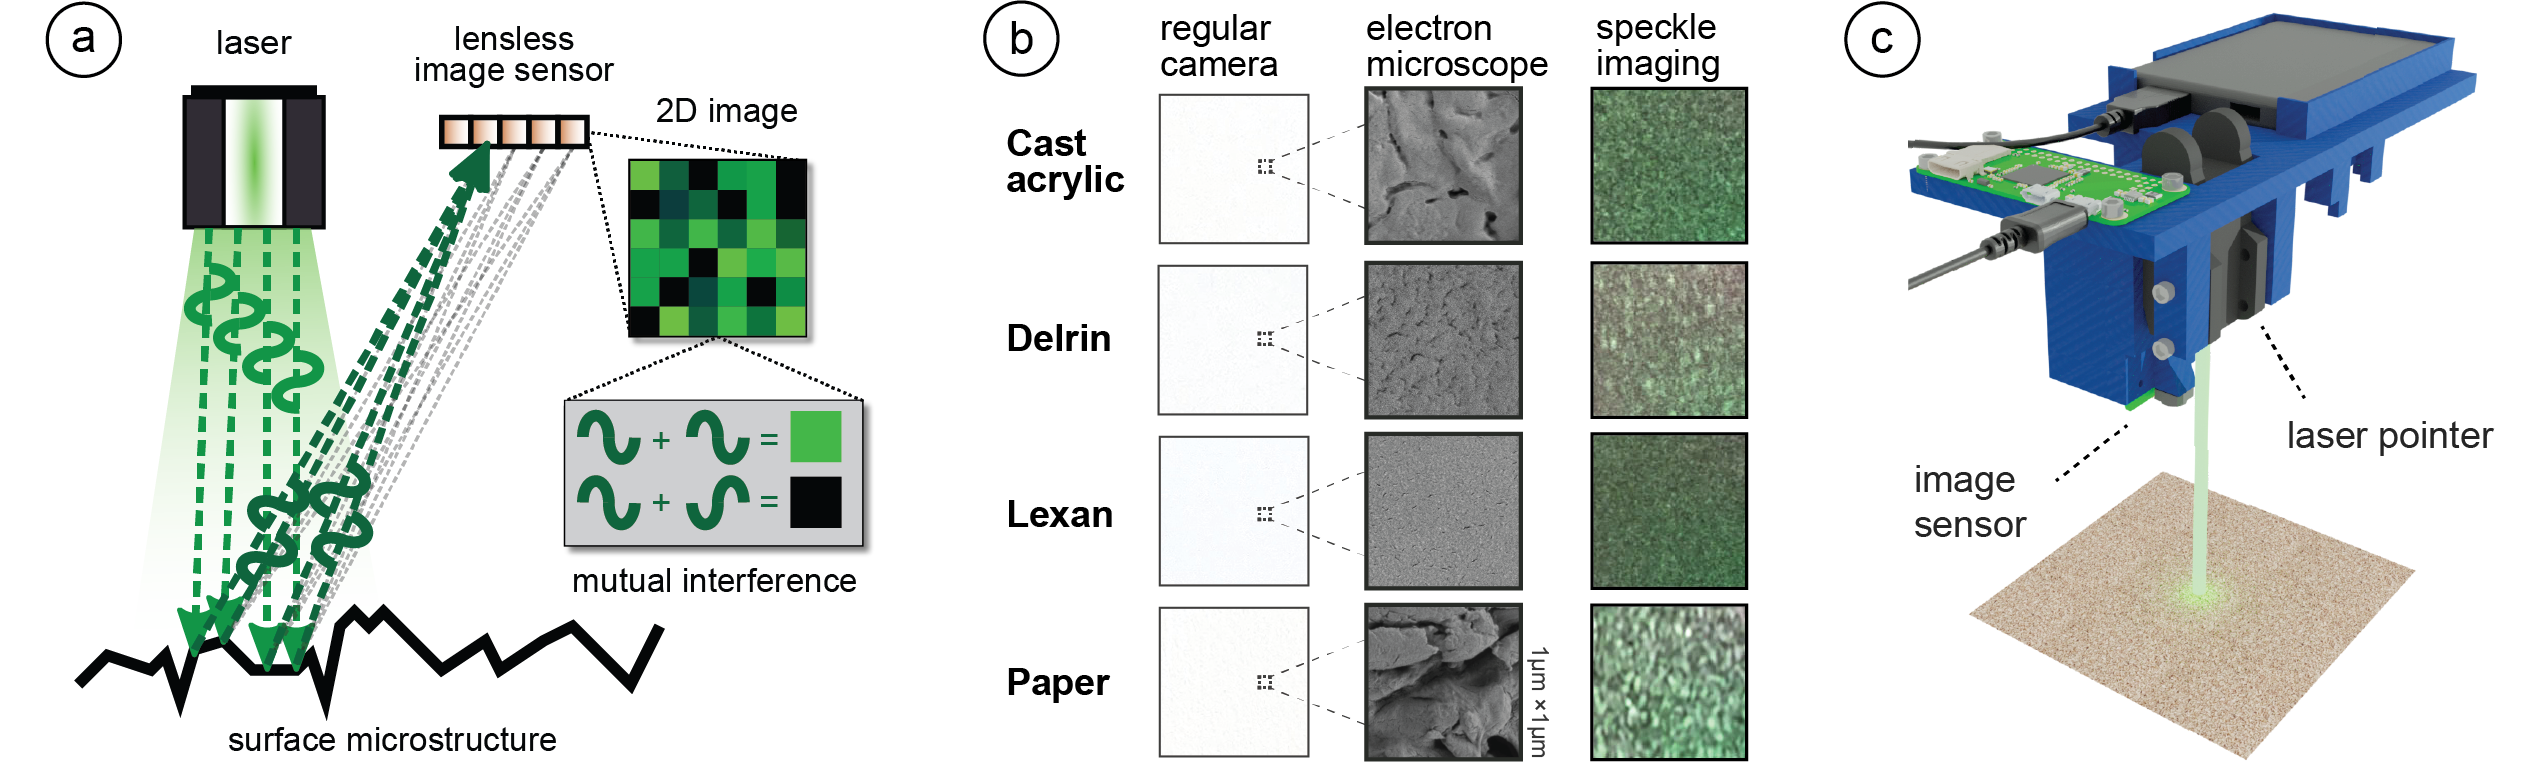 a
laser
lensless
image sensor
2D image
mutual interference
surface microstructure
b
regular
camera
electron
microscope
speckle
imaging
Cast
acrylic
Delrin
Lexan
Paper
1μm ×1μm
c
laser pointer
image
sensor